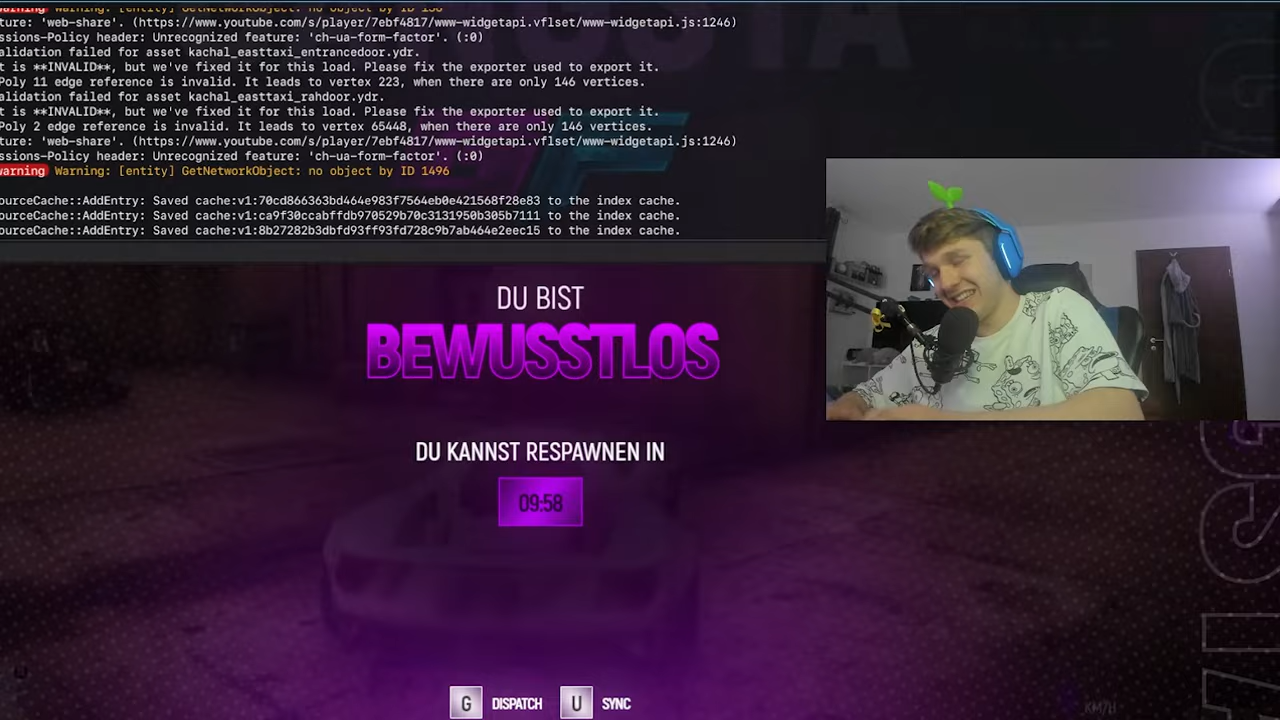 warning Warning: [entity] GetNetworkObject: no object by ID 150
ture: 'web-share'. (https://www.youtube.com/s/player/7ebf4817/www-widgetapi.vflset/www-widgetapi.js:1246)
ssions-Policy header: Unrecognized feature: 'ch-ua-form-factor'. (:0)
alidation failed for asset kachal_easttaxi_entrancedoor.ydr.
t is **INVALID**, but we've fixed it for this load. Please fix the exporter used to export it.
Poly 11 edge reference is invalid. It leads to vertex 223, when there are only 146 vertices.
alidation failed for asset kachal_easttaxi_rahdoor.ydr.
t is **INVALID**, but we've fixed it for this load. Please fix the exporter used to export it.
Poly 2 edge reference is invalid. It leads to vertex 65448, when there are only 146 vertices.
ture: 'web-share'. (https://www.youtube.com/s/player/7ebf4817/www-widgetapi.vflset/www-widgetapi.js:1246)
ssions-Policy header: Unrecognized feature: 'ch-ua-form-factor'. (:0)
warning Warning: [entity] GetNetworkObject: no object by ID 1496
ourceCache::AddEntry: Saved cache:v1:70cd866363bd464e983f7564eb0e421568f28e83 to the index cache.
ourceCache::AddEntry: Saved cache:v1:ca9f30ccabffdb970529b70c3131950b305b7111 to the index cache.
ourceCache::AddEntry: Saved cache:v1:8b27282b3dbfd93ff93fd728c9b7ab464e2eec15 to the index cache.
DU BIST
BEWUSSTLOS
DU KANNST RESPAWNEN IN
09:58
G DISPATCH U SYNC
KM/H